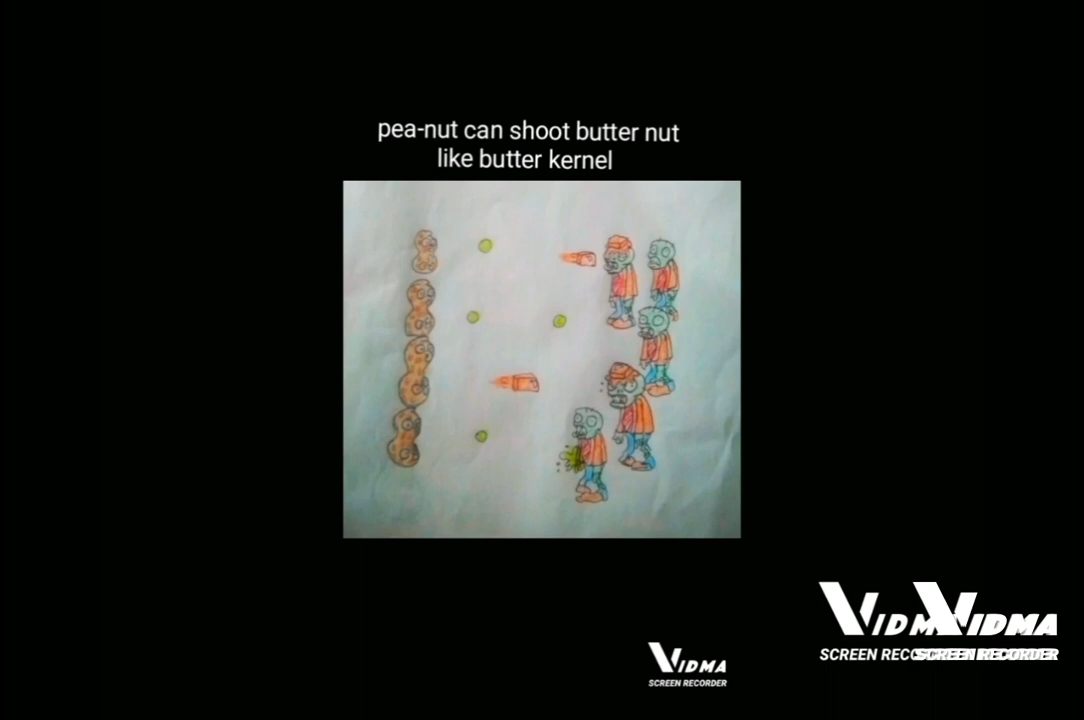 pea-nut can shoot butter nut
like butter kernel
VIDMA
SCREEN RECORDER
VIDMA
SCREEN RECORDER